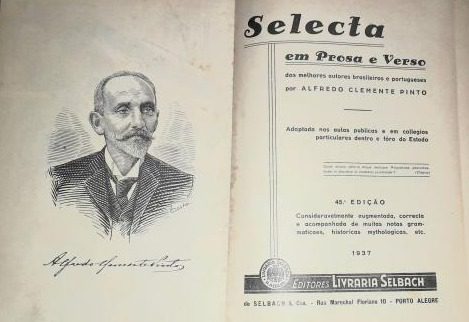 Selecta
em Prosa e Verso
dos melhores autores brasileiros e portugueses
por ALFREDO CLEMENTE PINTO
Adoptada nas aulas publicas e em collegios
particulares dentro e fóra do Estado
45.ª EDIÇÃO
Consideravelmente augmentada, correcta
e acompanhada de muitas notas gram-
maticaes, historicas mythologicas, etc.
1937
EDITORES LIVRARIA SELBACH
de SELBACH & Cia. - Rua Marechal Floriano 10 - PORTO ALEGRE
Alfredo Clemente Pinto